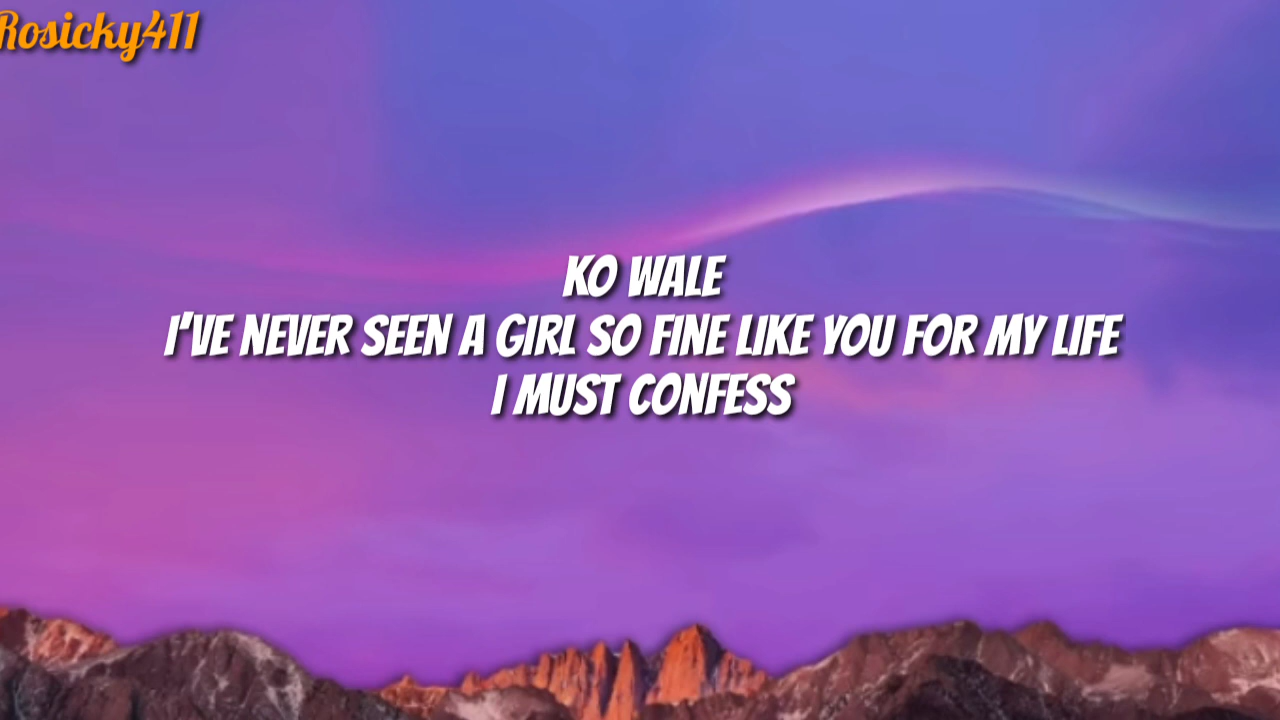 Rosicky411
KO WALE
I'VE NEVER SEEN A GIRL SO FINE LIKE YOU FOR MY LIFE
I MUST CONFESS